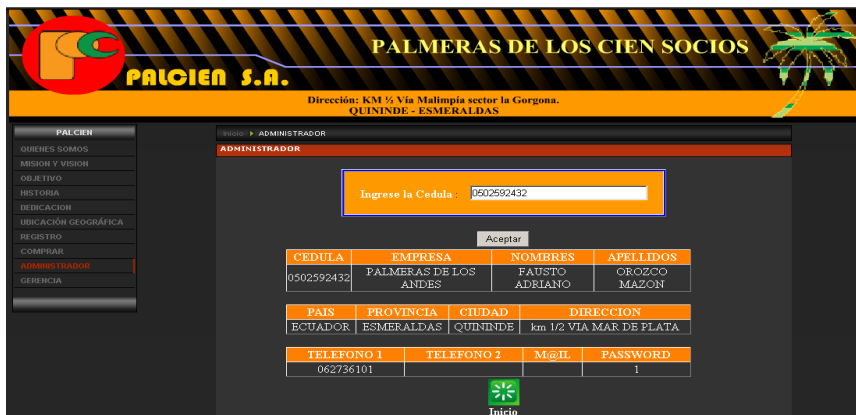 PALMERAS DE LOS CIEN SOCIOS
PALCIEN S.A.
Dirección: KM ½ Vía Malimpía sector la Gorgona.
QUININDE - ESMERALDAS
PALCIEN
QUIENES SOMOS
MISION Y VISION
OBJETIVO
HISTORIA
DEDICACION
UBICACIÓN GEOGRÁFICA
REGISTRO
COMPRAR
ADMINISTRADOR
GERENCIA
Inicio ADMINISTRADOR
ADMINISTRADOR
Ingrese la Cedula : 0502592432
Aceptar
CEDULA EMPRESA NOMBRES APELLIDOS
0502592432 PALMERAS DE LOS ANDES FAUSTO ADRIANO OROZCO MAZON
PAIS PROVINCIA CIUDAD DIRECCION
ECUADOR ESMERALDAS QUININDE km 1/2 VIA MAR DE PLATA
TELEFONO 1 TELEFONO 2 M@IL PASSWORD
062736101 1
Inicio